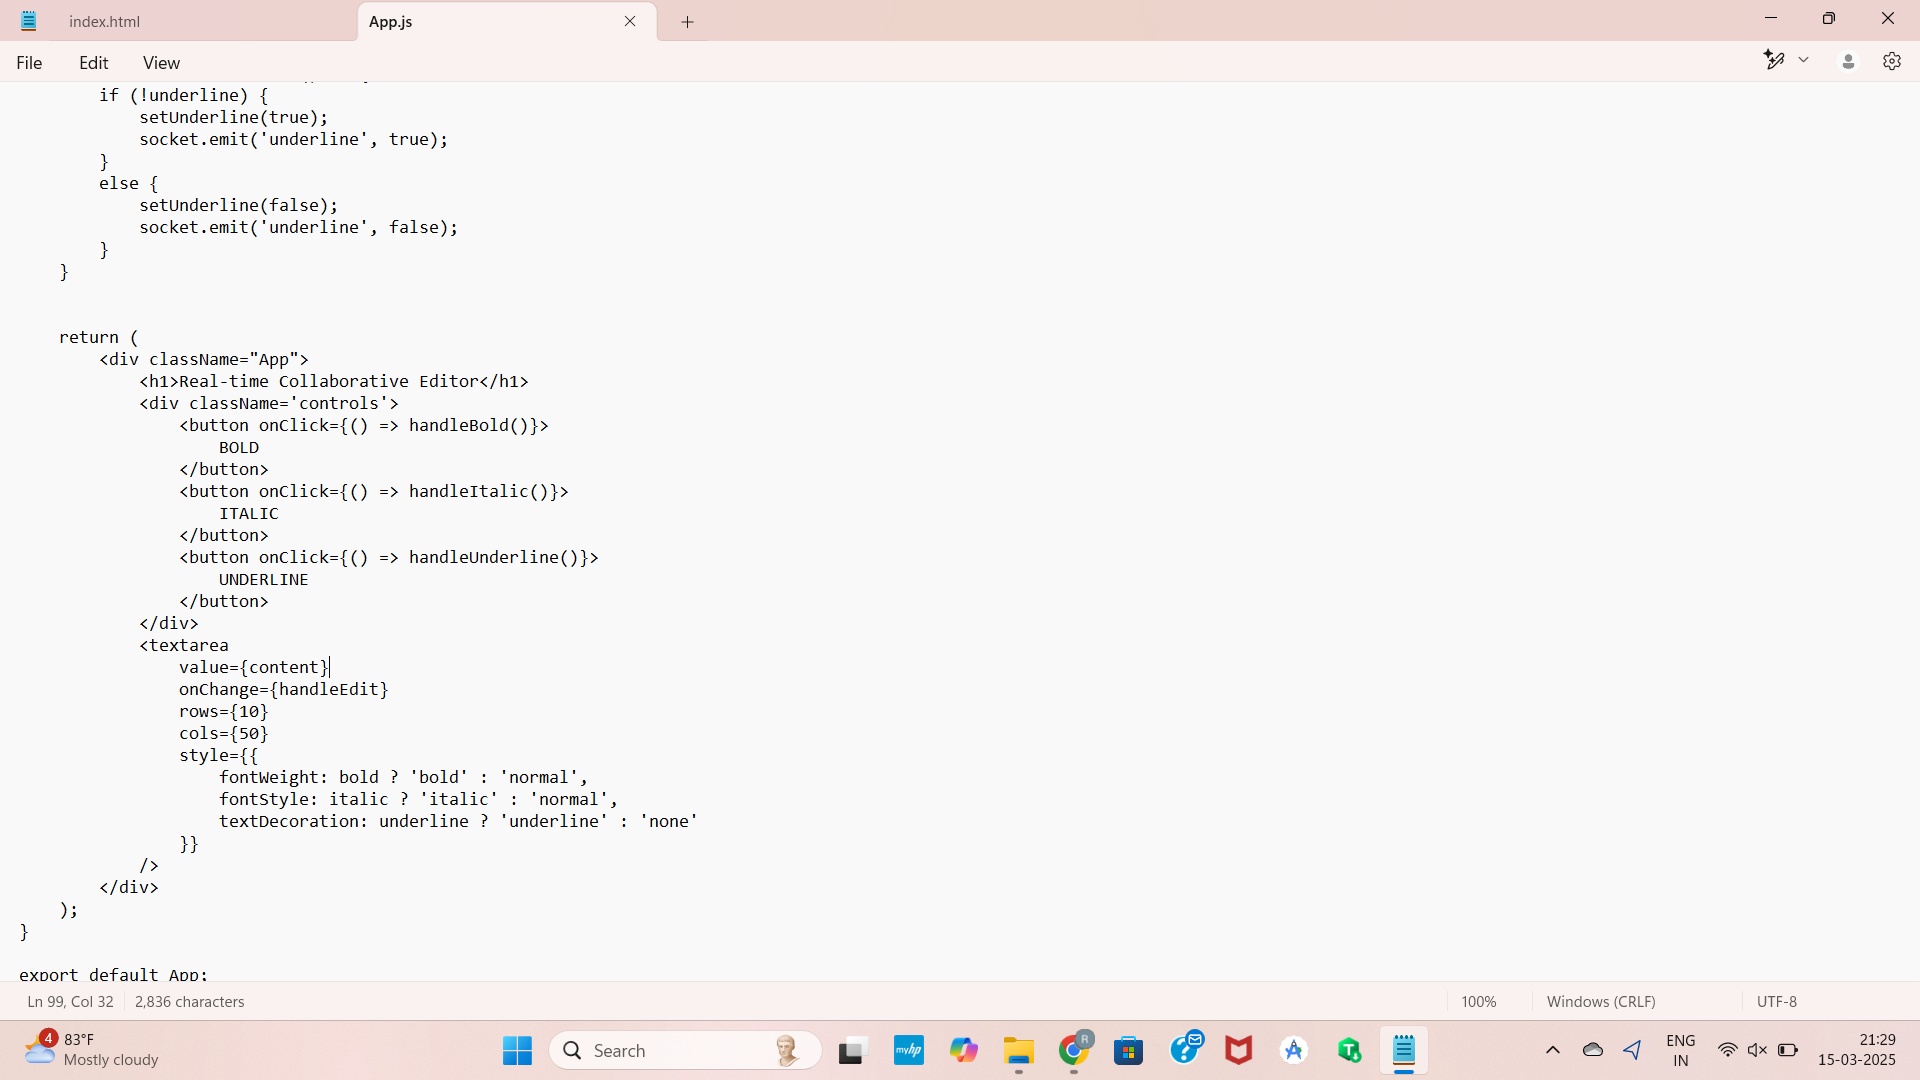 index.html
App.js
File
Edit
View
if (!underline) {
setUnderline(true);
socket.emit('underline', true);
}
else {
setUnderline(false);
socket.emit('underline', false);
}
}
return (
<div className="App">
<h1>Real-time Collaborative Editor</h1>
<div className='controls'>
<button onClick={() => handleBold()}>
BOLD
</button>
<button onClick={() => handleItalic()}>
ITALIC
</button>
<button onClick={() => handleUnderline()}>
UNDERLINE
</button>
</div>
<textarea
value={content}
onChange={handleEdit}
rows={10}
cols={50}
style={{
fontWeight: bold ? 'bold' : 'normal',
fontStyle: italic ? 'italic' : 'normal',
textDecoration: underline ? 'underline' : 'none'
}}
/>
</div>
);
}
export default App;
Ln 99, Col 32
2,836 characters
100%
Windows (CRLF)
UTF-8
4
83°F
Mostly cloudy
Search
myhp
R
ENG
IN
21:29
15-03-2025